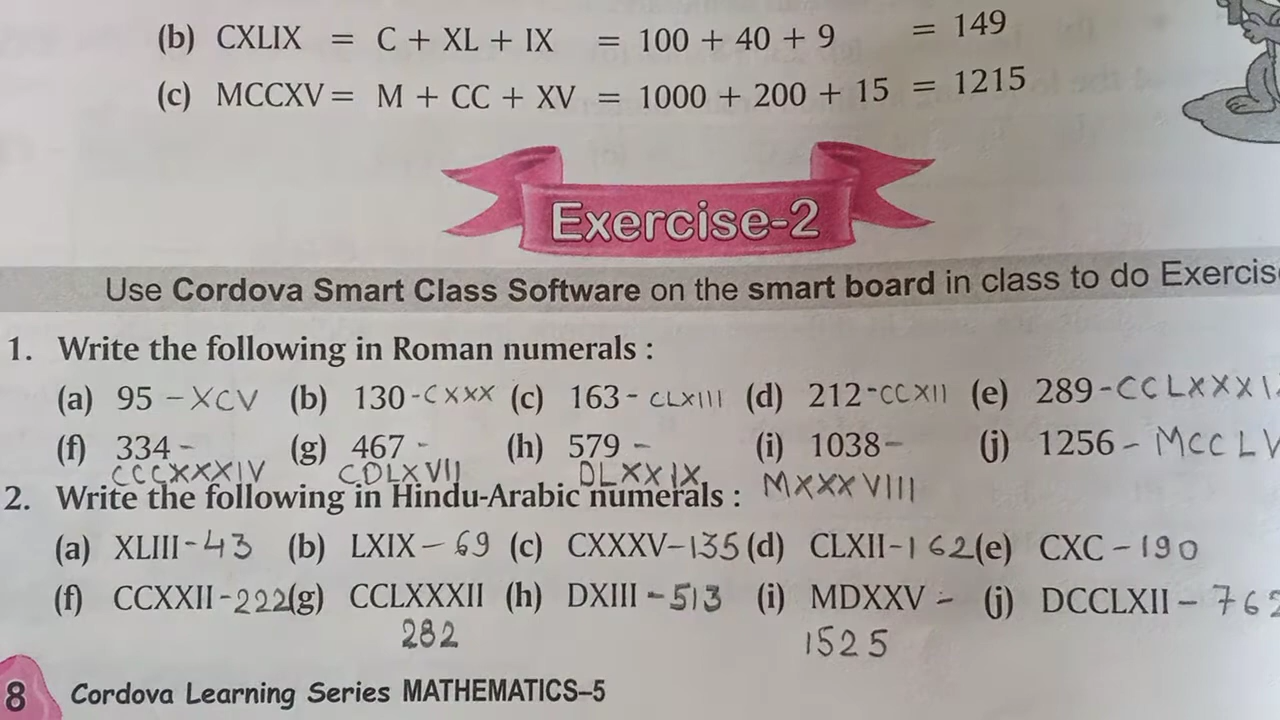 (b) CXLIX = C + XL + IX = 100 + 40 + 9 = 149
(c) MCCXV = M + CC + XV = 1000 + 200 + 15 = 1215
Exercise-2
Use Cordova Smart Class Software on the smart board in class to do Exercis
1. Write the following in Roman numerals :
(a) 95 - XCV (b) 130 - CXXX (c) 163 - CLXIII (d) 212 - CCXII (e) 289 - CCLXXXI
(f) 334 - (g) 467 - (h) 579 - (i) 1038 - (j) 1256 - MCCLV
CCCXXXIV CDLXVII DLXXIX MXXXVIII
2. Write the following in Hindu-Arabic numerals :
(a) XLIII - 43 (b) LXIX - 69 (c) CXXXV - 135 (d) CLXII - 162 (e) CXC - 190
(f) CCXXII - 222 (g) CCLXXXII (h) DXIII - 513 (i) MDXXV - (j) DCCLXII - 762
282 1525
8 Cordova Learning Series MATHEMATICS-5